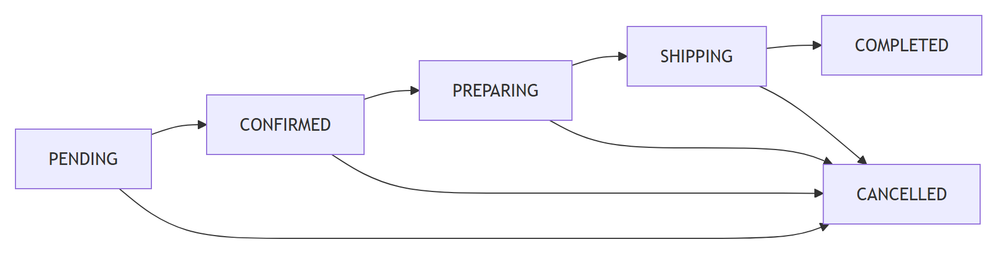 PENDING
CONFIRMED
PREPARING
SHIPPING
COMPLETED
CANCELLED